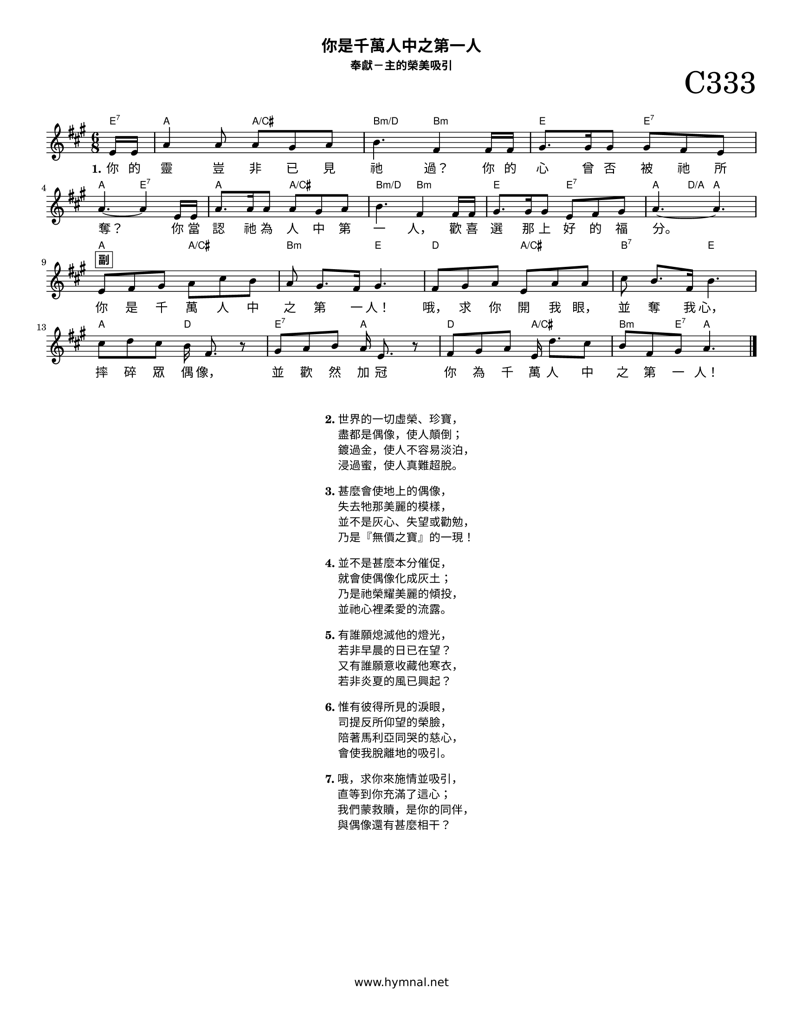 你是千萬人中之第一人
奉獻－主的榮美吸引
C333
E7 A A/C♯ Bm/D Bm E E7
1. 你 的 靈 豈 非 已 見 祂 過？ 你 的 心 曾 否 被 祂 所
4 A E7 A A/C♯ Bm/D Bm E E7 A D/A A
奪？ 你 當 認 祂 為 人 中 第 一 人， 歡 喜 選 那 上 好 的 福 分。
9 A A/C♯ Bm E D A/C♯ B7 E
副
你 是 千 萬 人 中 之 第 一 人！ 哦， 求 你 開 我 眼， 並 奪 我 心，
13 A D E7 A D A/C♯ Bm E7 A
摔 碎 眾 偶 像， 並 歡 然 加 冠 你 為 千 萬 人 中 之 第 一 人！
2. 世界的一切虛榮、珍寶，
盡都是偶像，使人顛倒；
鍍過金，使人不容易淡泊，
浸過蜜，使人真難超脫。
3. 甚麼會使地上的偶像，
失去牠那美麗的模樣，
並不是灰心、失望或勸勉，
乃是『無價之寶』的一現！
4. 並不是甚麼本分催促，
就會使偶像化成灰土；
乃是祂榮耀美麗的傾投，
並祂心裡柔愛的流露。
5. 有誰願熄滅他的燈光，
若非早晨的日已在望？
又有誰願意收藏他寒衣，
若非炎夏的風已興起？
6. 惟有彼得所見的淚眼，
司提反所仰望的榮臉，
陪著馬利亞同哭的慈心，
會使我脫離地的吸引。
7. 哦，求你來施情並吸引，
直等到你充滿了這心；
我們蒙救贖，是你的同伴，
與偶像還有甚麼相干？
www.hymnal.net